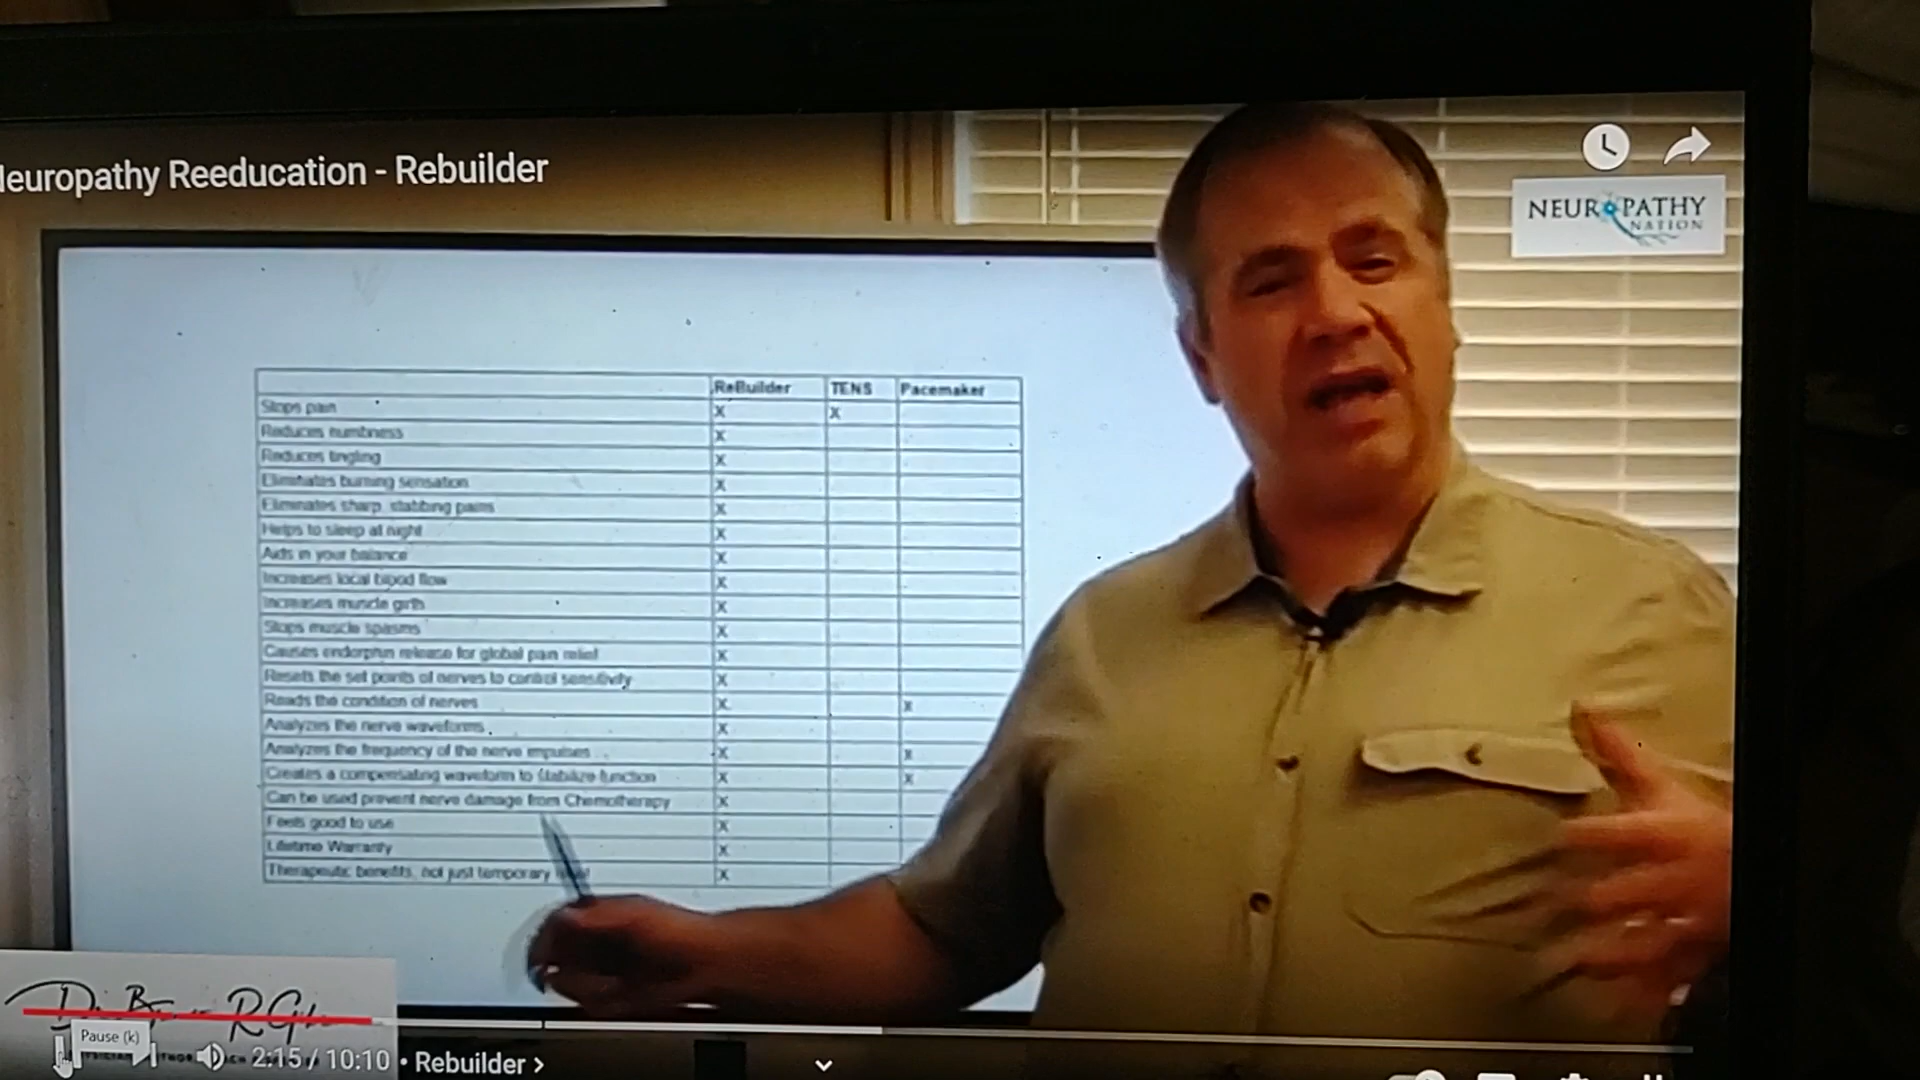 Neuropathy Reeducation - Rebuilder
NEUROPATHY
NATION
ReBuilder TENS Pacemaker
Stops pain X X
Reduces numbness X
Reduces tingling X
Eliminates burning sensation X
Eliminates sharp, stabbing pains X
Helps to sleep at night X
Aids in your balance X
Increases local blood flow X
Increases muscle girth X
Stops muscle spasms X
Causes endorphin release for global pain relief X
Resets the set points of nerves to control sensitivity X
Reads the condition of nerves X X
Analyzes the nerve waveforms X
Analyzes the frequency of the nerve impulses X X
Creates a compensating waveform to stabilize function X X
Can be used prevent nerve damage from Chemotherapy X
Feels good to use X
Lifetime Warranty X
Therapeutic benefits, not just temporary X
Pause (k)
2:15 / 10:10 • Rebuilder >